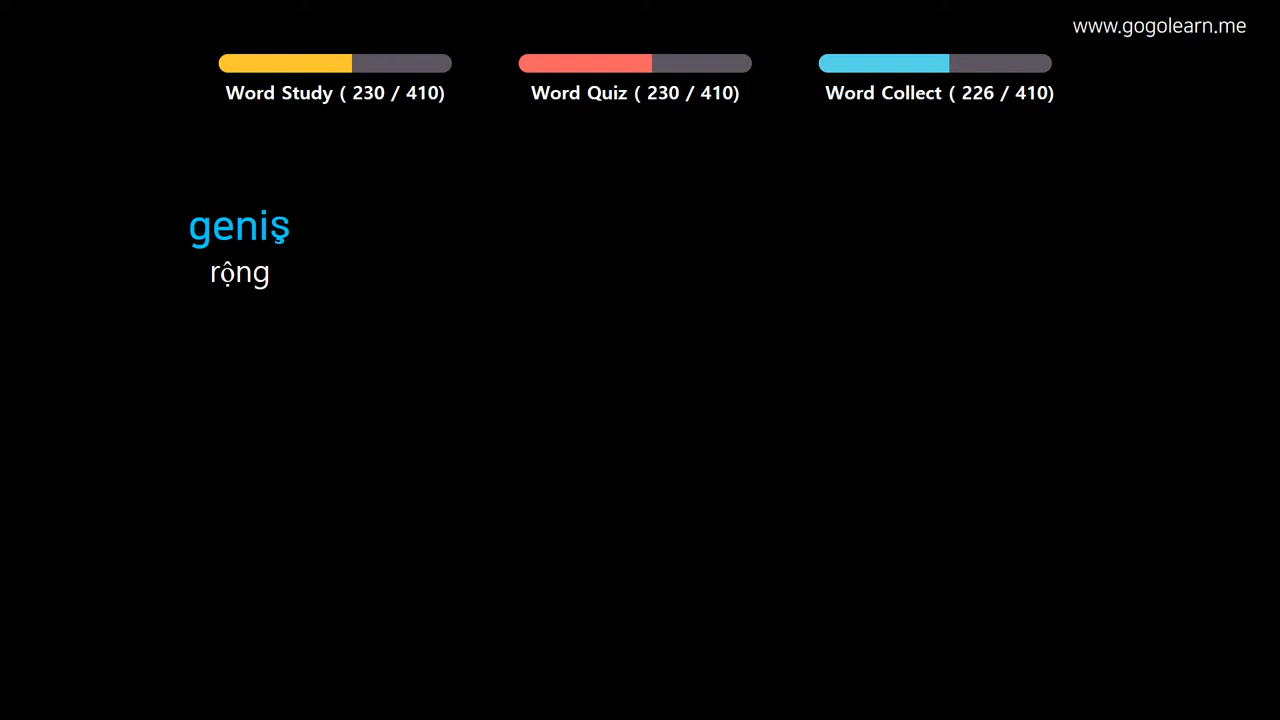 www.gogolearn.me
Word Study ( 230 / 410)
Word Quiz ( 230 / 410)
Word Collect ( 226 / 410)
geniş
rộng